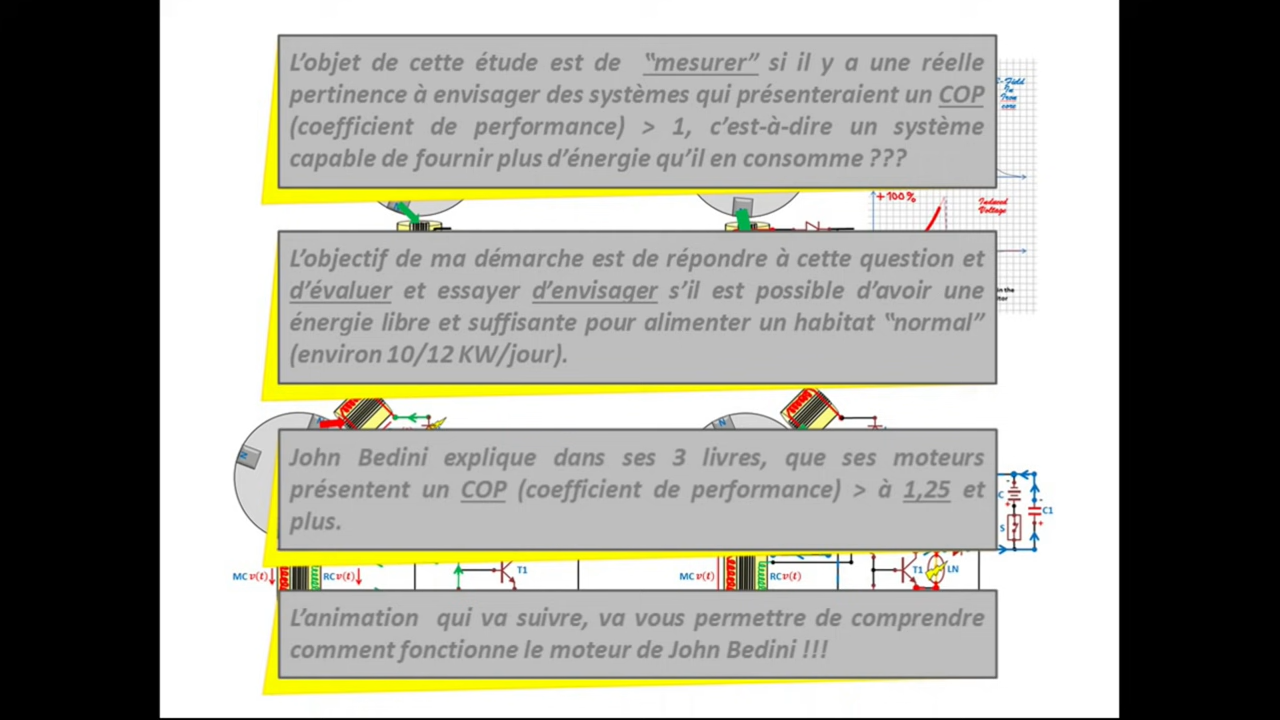 L'objet de cette étude est de “mesurer” si il y a une réelle
pertinence à envisager des systèmes qui présenteraient un COP
(coefficient de performance) > 1, c'est-à-dire un système
capable de fournir plus d'énergie qu'il en consomme ???
Field
In
Iron
core
+100%
Induced
Voltage
L'objectif de ma démarche est de répondre à cette question et
d'évaluer et essayer d'envisager s'il est possible d'avoir une
énergie libre et suffisante pour alimenter un habitat “normal”
(environ 10/12 KW/jour).
in the
N
N
N
John Bedini explique dans ses 3 livres, que ses moteurs
présentent un COP (coefficient de performance) > à 1,25 et
plus.
C
S
C1
MC v(t)
RC v(t)
T1
MC v(t)
RC v(t)
T1
LN
L'animation qui va suivre, va vous permettre de comprendre
comment fonctionne le moteur de John Bedini !!!